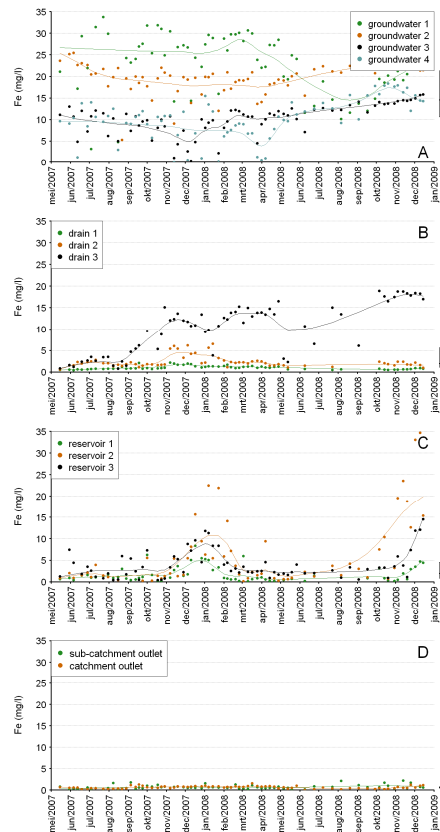 35
30
25
20
15
10
5
0
Fe (mg/l)
groundwater 1
groundwater 2
groundwater 3
groundwater 4
A
mei/2007
jun/2007
jul/2007
aug/2007
sep/2007
okt/2007
nov/2007
dec/2007
jan/2008
feb/2008
mrt/2008
apr/2008
mei/2008
jun/2008
jul/2008
aug/2008
sep/2008
okt/2008
nov/2008
dec/2008
jan/2009
35
30
25
20
15
10
5
0
Fe (mg/l)
drain 1
drain 2
drain 3
B
mei/2007
jun/2007
jul/2007
aug/2007
sep/2007
okt/2007
nov/2007
dec/2007
jan/2008
feb/2008
mrt/2008
apr/2008
mei/2008
jun/2008
jul/2008
aug/2008
sep/2008
okt/2008
nov/2008
dec/2008
jan/2009
35
30
25
20
15
10
5
0
Fe (mg/l)
reservoir 1
reservoir 2
reservoir 3
C
mei/2007
jun/2007
jul/2007
aug/2007
sep/2007
okt/2007
nov/2007
dec/2007
jan/2008
feb/2008
mrt/2008
apr/2008
mei/2008
jun/2008
jul/2008
aug/2008
sep/2008
okt/2008
nov/2008
dec/2008
jan/2009
35
30
25
20
15
10
5
0
Fe (mg/l)
sub-catchment outlet
catchment outlet
D
mei/2007
jun/2007
jul/2007
aug/2007
sep/2007
okt/2007
nov/2007
dec/2007
jan/2008
feb/2008
mrt/2008
apr/2008
mei/2008
jun/2008
jul/2008
aug/2008
sep/2008
okt/2008
nov/2008
dec/2008
jan/2009